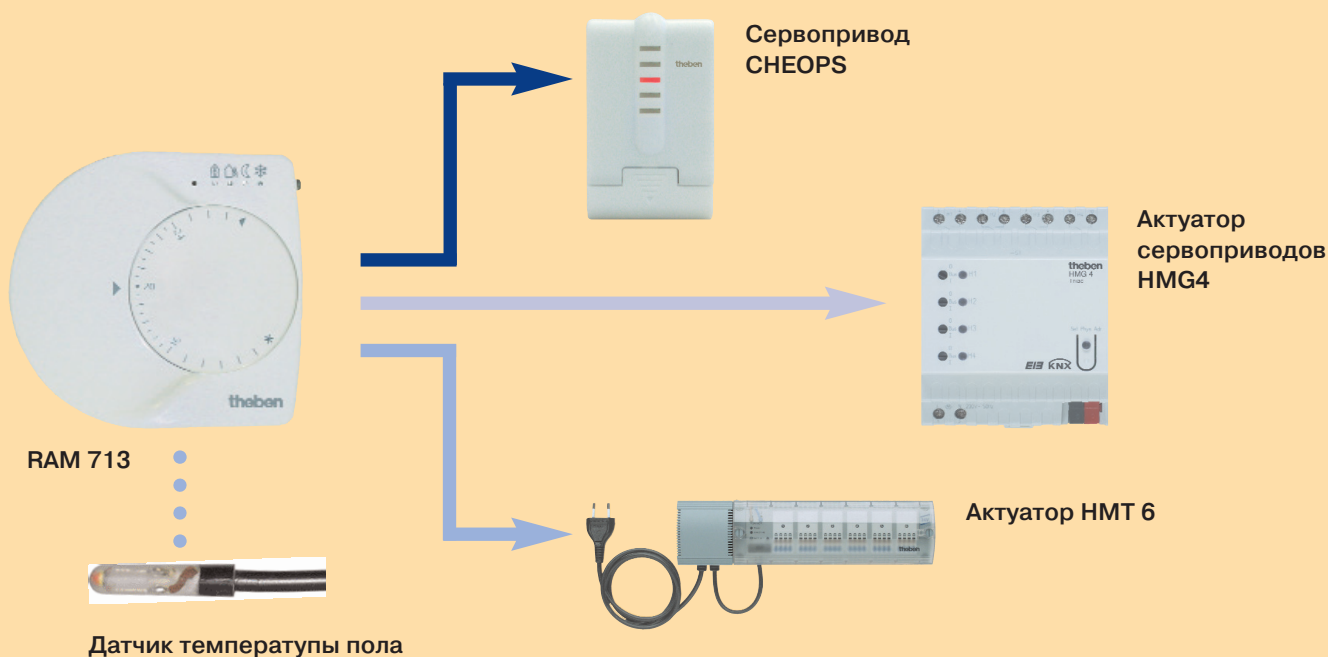 Сервопривод
CHEOPS
theben
Актуатор
сервоприводов
HMG4
theben
HMG 4
EIB KNX
theben
RAM 713
Актуатор HMT 6
theben
Датчик температупы пола